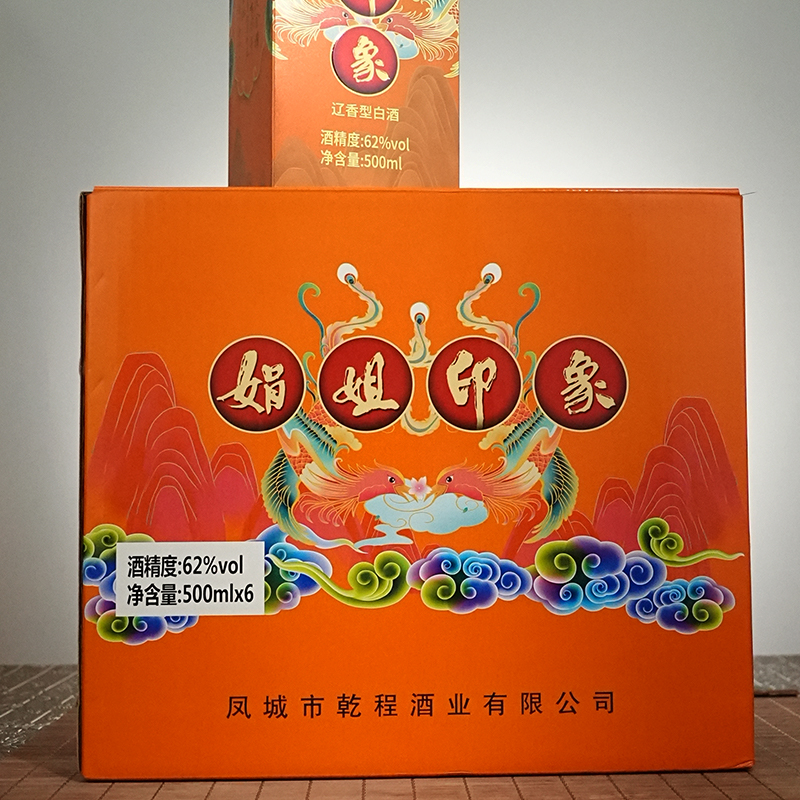 象
辽香型白酒
酒精度:62%vol
净含量:500ml
娟姐印象
酒精度:62%vol
净含量:500mlx6
凤城市乾程酒业有限公司